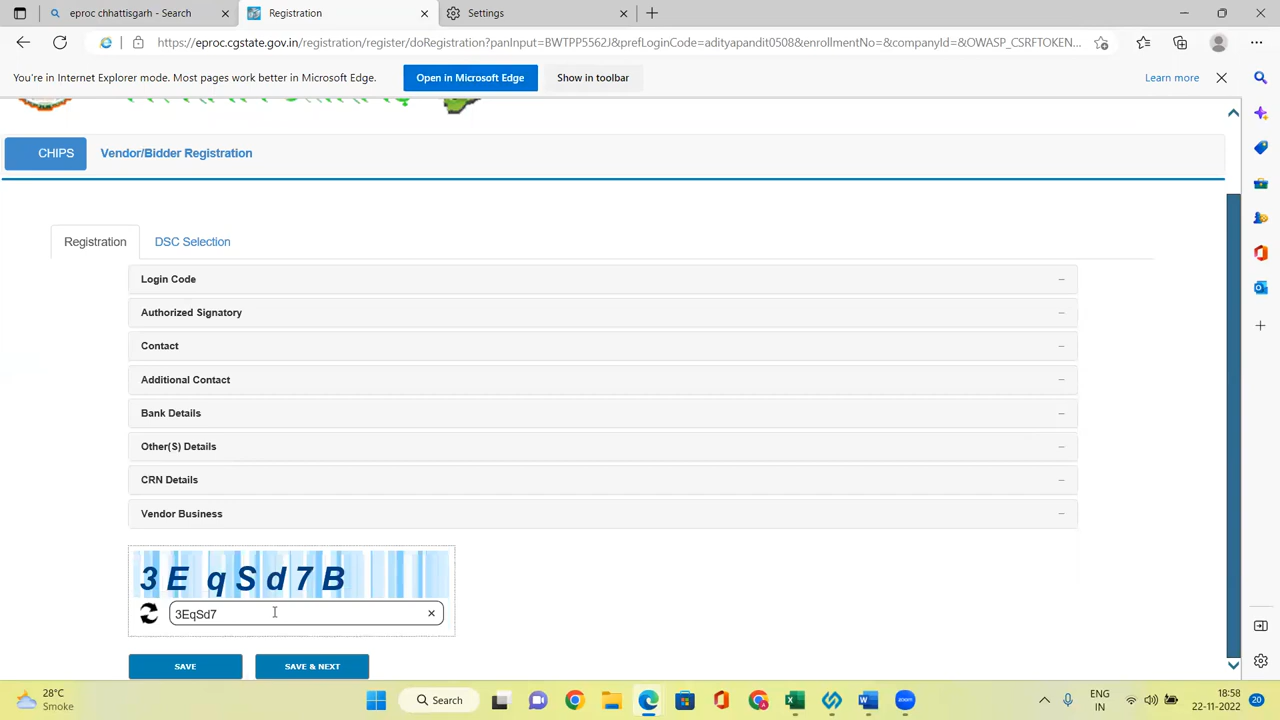 eproc chhattisgarh - Search
Registration
Settings
https://eproc.cgstate.gov.in/registration/register/doRegistration?panInput=BWTPP5562J&prefLoginCode=adityapandit0508&enrollmentNo=&companyId=&OWASP_CSRFTOKEN...
You're in Internet Explorer mode. Most pages work better in Microsoft Edge.
Open in Microsoft Edge
Show in toolbar
Learn more
CHIPS
Vendor/Bidder Registration
Registration
DSC Selection
Login Code
Authorized Signatory
Contact
Additional Contact
Bank Details
Other(S) Details
CRN Details
Vendor Business
3 E q S d 7 B
3EqSd7
SAVE
SAVE & NEXT
28°C
Smoke
Search
ENG
IN
18:58
22-11-2022
20